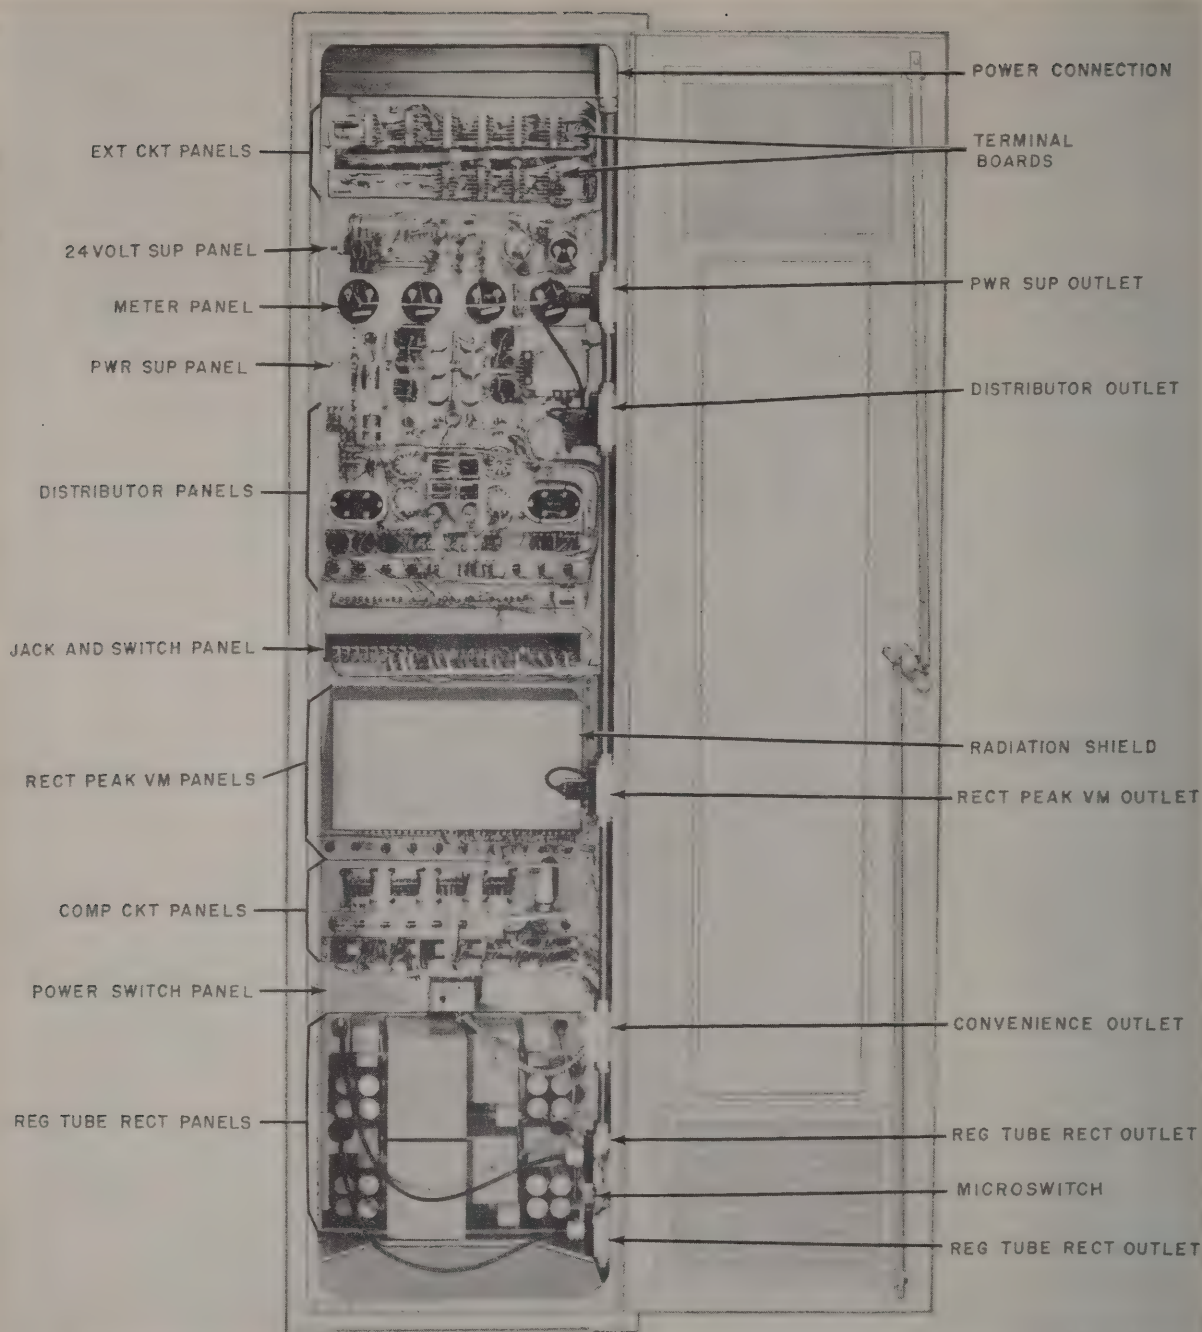 POWER CONNECTION
TERMINAL
BOARDS
EXT CKT PANELS
24 VOLT SUP PANEL
PWR SUP OUTLET
METER PANEL
PWR SUP PANEL
DISTRIBUTOR OUTLET
DISTRIBUTOR PANELS
JACK AND SWITCH PANEL
RADIATION SHIELD
RECT PEAK VM PANELS
RECT PEAK VM OUTLET
COMP CKT PANELS
POWER SWITCH PANEL
CONVENIENCE OUTLET
REG TUBE RECT PANELS
REG TUBE RECT OUTLET
MICROSWITCH
REG TUBE RECT OUTLET